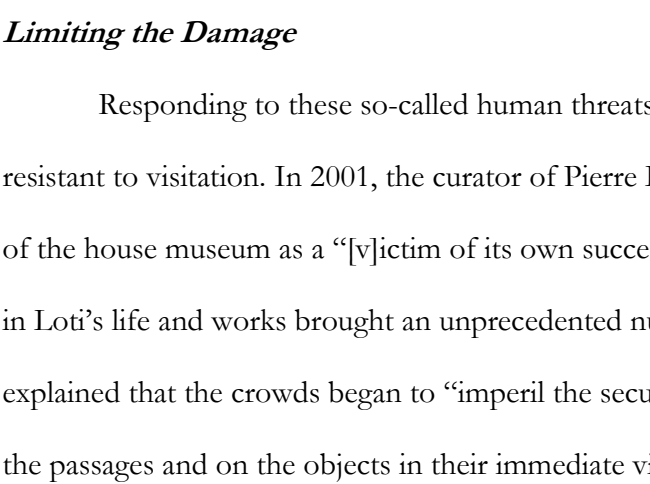 Limiting the Damage
Responding to these so-called human threats
resistant to visitation. In 2001, the curator of Pierre
of the house museum as a “[v]ictim of its own succe
in Loti’s life and works brought an unprecedented nu
explained that the crowds began to “imperil the secu
the passages and on the objects in their immediate vi